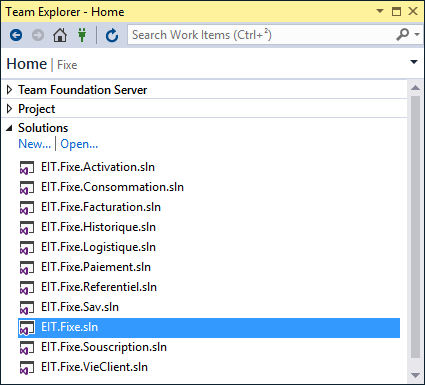 Team Explorer - Home
Search Work Items (Ctrl+²)
Home | Fixe
Team Foundation Server
Project
Solutions
New... | Open...
EIT.Fixe.Activation.sln
EIT.Fixe.Consommation.sln
EIT.Fixe.Facturation.sln
EIT.Fixe.Historique.sln
EIT.Fixe.Logistique.sln
EIT.Fixe.Paiement.sln
EIT.Fixe.Referentiel.sln
EIT.Fixe.Sav.sln
EIT.Fixe.sln
EIT.Fixe.Souscription.sln
EIT.Fixe.VieClient.sln